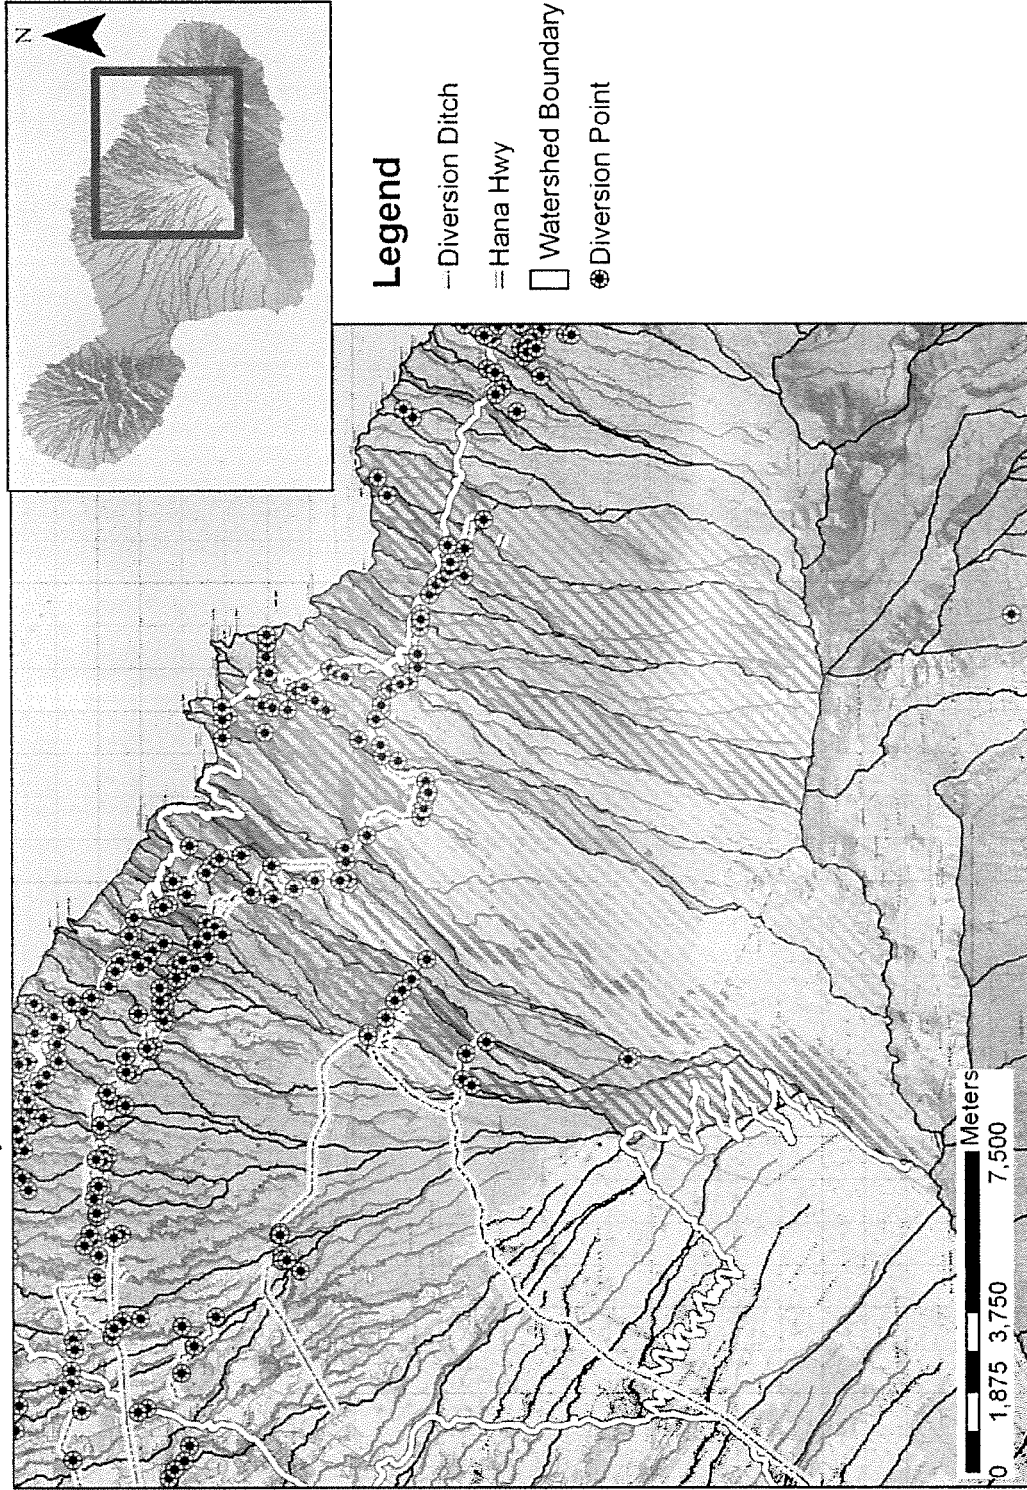 N
Legend
Diversion Ditch
Hana Hwy
Watershed Boundary
Diversion Point
Meters
0 1,875 3,750 7,500